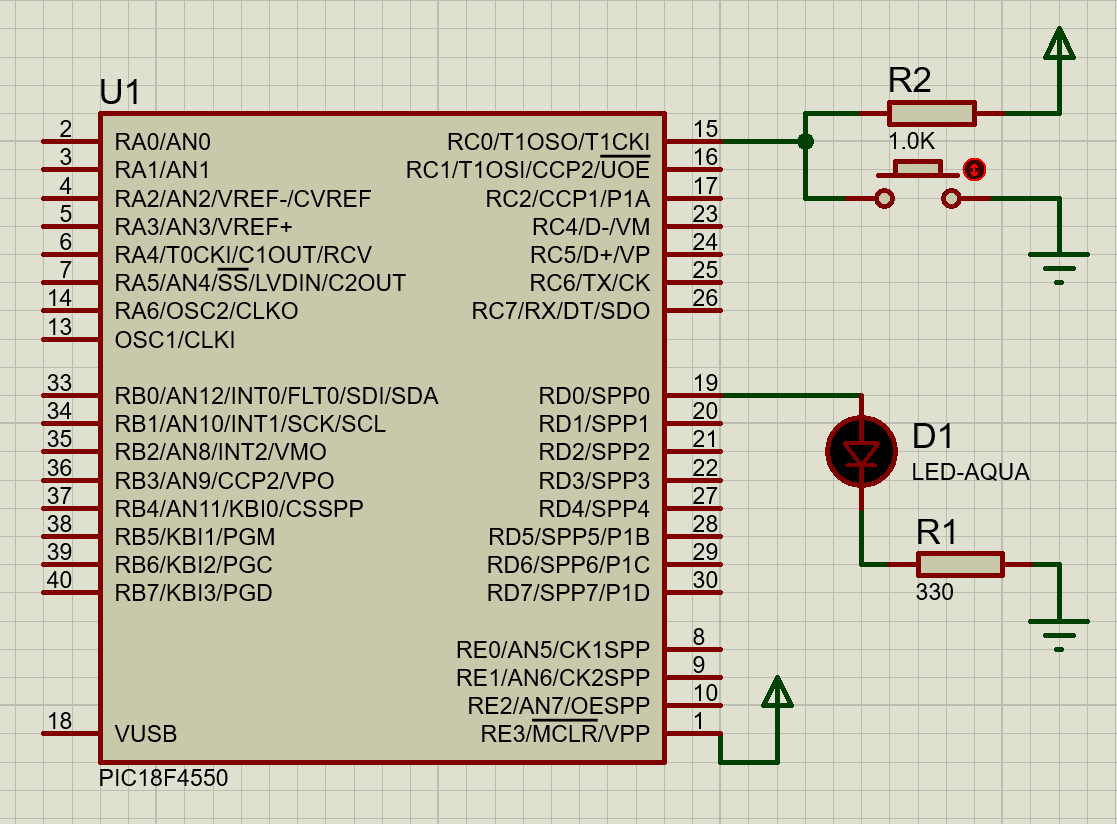 U1
2 RA0/AN0
3 RA1/AN1
4 RA2/AN2/VREF-/CVREF
5 RA3/AN3/VREF+
6 RA4/T0CKI/C1OUT/RCV
7 RA5/AN4/SS/LVDIN/C2OUT
14 RA6/OSC2/CLKO
13 OSC1/CLKI
33 RB0/AN12/INT0/FLT0/SDI/SDA
34 RB1/AN10/INT1/SCK/SCL
35 RB2/AN8/INT2/VMO
36 RB3/AN9/CCP2/VPO
37 RB4/AN11/KBI0/CSSPP
38 RB5/KBI1/PGM
39 RB6/KBI2/PGC
40 RB7/KBI3/PGD
18 VUSB
RC0/T1OSO/T1CKI 15
RC1/T1OSI/CCP2/UOE 16
RC2/CCP1/P1A 17
RC4/D-/VM 23
RC5/D+/VP 24
RC6/TX/CK 25
RC7/RX/DT/SDO 26
RD0/SPP0 19
RD1/SPP1 20
RD2/SPP2 21
RD3/SPP3 22
RD4/SPP4 27
RD5/SPP5/P1B 28
RD6/SPP6/P1C 29
RD7/SPP7/P1D 30
RE0/AN5/CK1SPP 8
RE1/AN6/CK2SPP 9
RE2/AN7/OESPP 10
RE3/MCLR/VPP 1
PIC18F4550
R2
1.0K
D1
LED-AQUA
R1
330